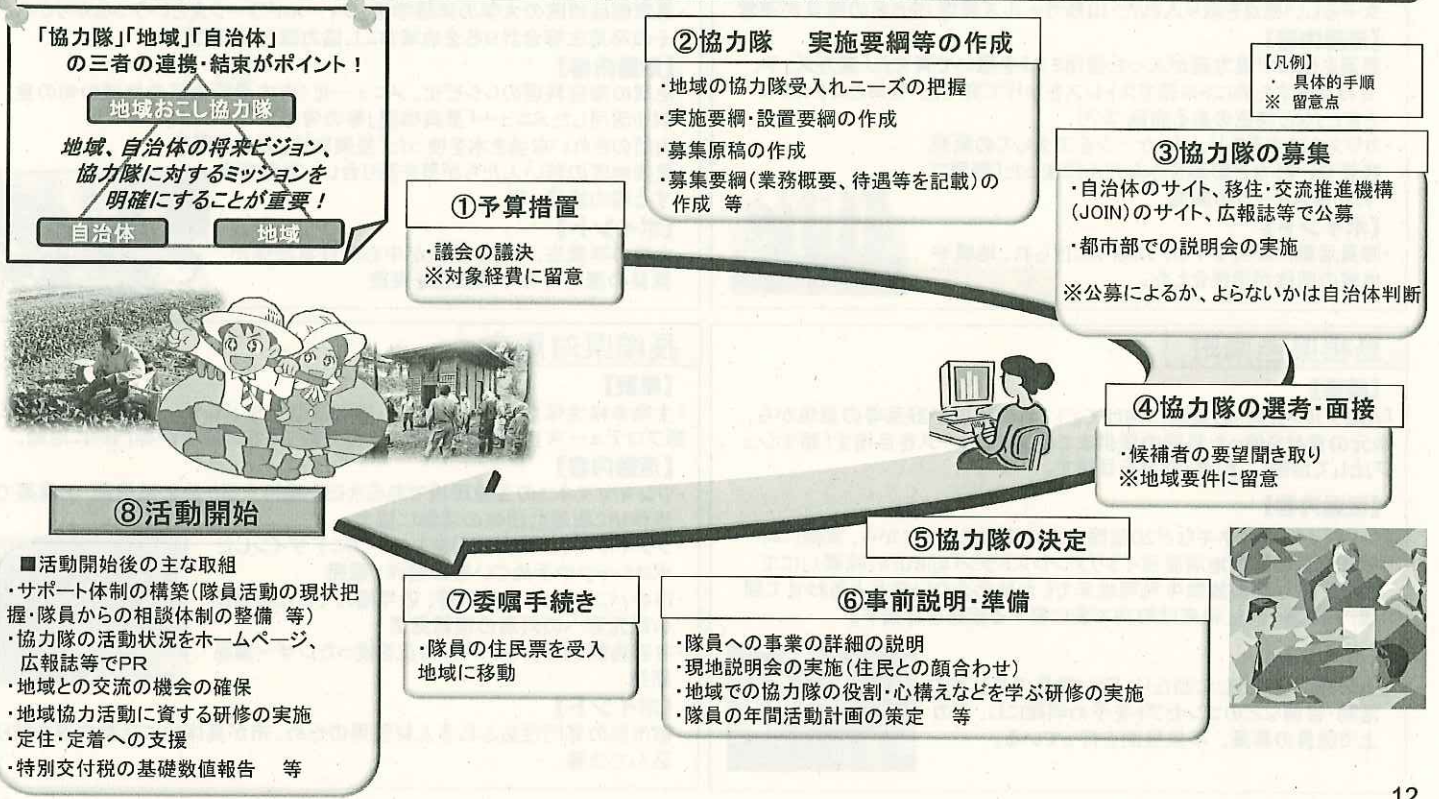 「協力隊」「地域」「自治体」
の三者の連携・結束がポイント!
地域おこし協力隊
地域、自治体の将来ビジョン、
協力隊に対するミッションを
明確にすることが重要!
自治体
地域
①予算措置
・議会の議決
※対象経費に留意
②協力隊 実施要綱等の作成
・地域の協力隊受入れニーズの把握
・実施要綱・設置要綱の作成
・募集原稿の作成
・募集要綱(業務概要、待遇等を記載)の
作成 等
【凡例】
・ 具体的手順
※ 留意点
③協力隊の募集
・自治体のサイト、移住・交流推進機構
(JOIN)のサイト、広報誌等で公募
・都市部での説明会の実施
※公募によるか、よらないかは自治体判断
④協力隊の選考・面接
・候補者の要望聞き取り
※地域要件に留意
⑤協力隊の決定
⑥事前説明・準備
・隊員への事業の詳細の説明
・現地説明会の実施(住民との顔合わせ)
・地域での協力隊の役割・心構えなどを学ぶ研修の実施
・隊員の年間活動計画の策定 等
⑦委嘱手続き
・隊員の住民票を受入
地域に移動
⑧活動開始
■活動開始後の主な取組
・サポート体制の構築(隊員活動の現状把
握・隊員からの相談体制の整備 等)
・協力隊の活動状況をホームページ、
広報誌等でPR
・地域との交流の機会の確保
・地域協力活動に資する研修の実施
・定住・定着への支援
・特別交付税の基礎数値報告 等
12